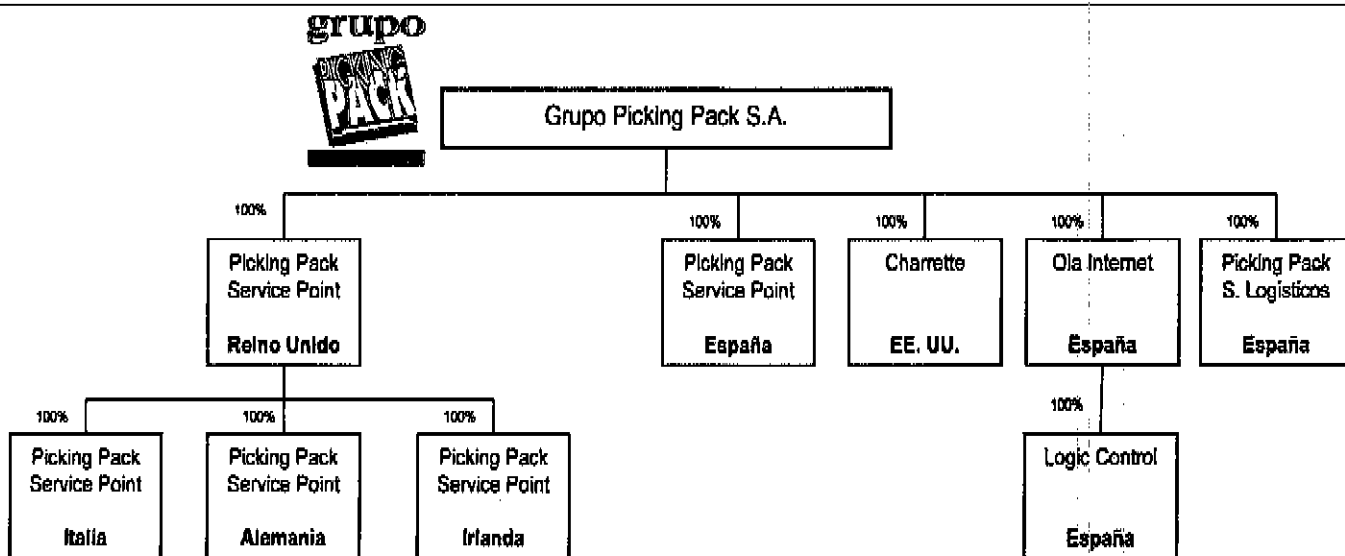 grupo
PICKING
PACK
Grupo Picking Pack S.A.
100%
100%
100%
100%
100%
Picking Pack
Service Point
Reino Unido
Picking Pack
Service Point
España
Charrette
EE. UU.
Ola Internet
España
Picking Pack
S. Logísticos
España
100%
100%
100%
100%
Picking Pack
Service Point
Italia
Picking Pack
Service Point
Alemania
Picking Pack
Service Point
Irlanda
Logic Control
España